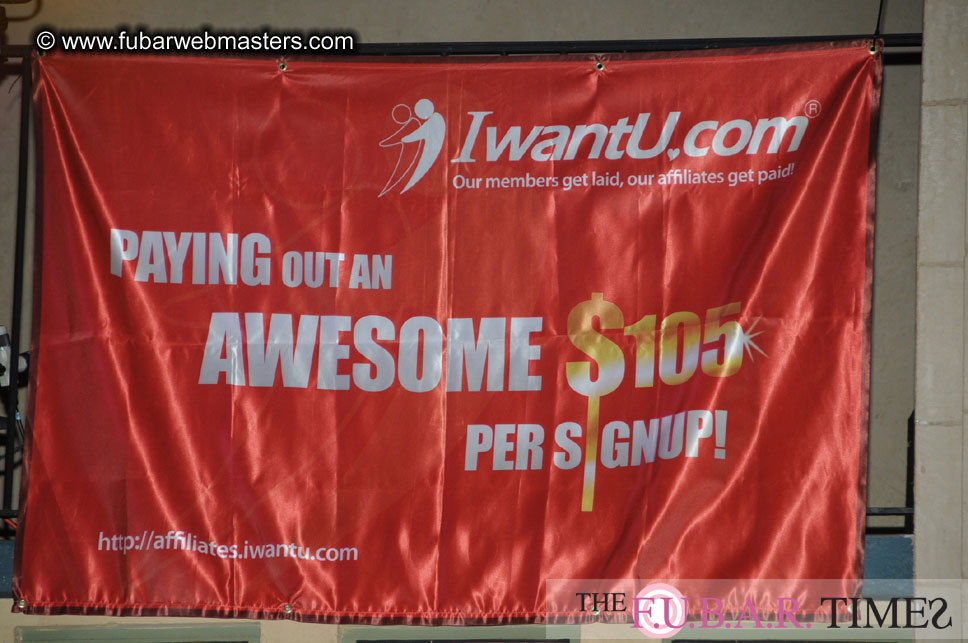 © www.fubarwebmasters.com
IwantU.com®
Our members get laid, our affiliates get paid!
PAYING OUT AN
AWESOME $105
PER SIGNUP!
http://affiliates.iwantu.com
THE F.U.B.A.R. TIMES